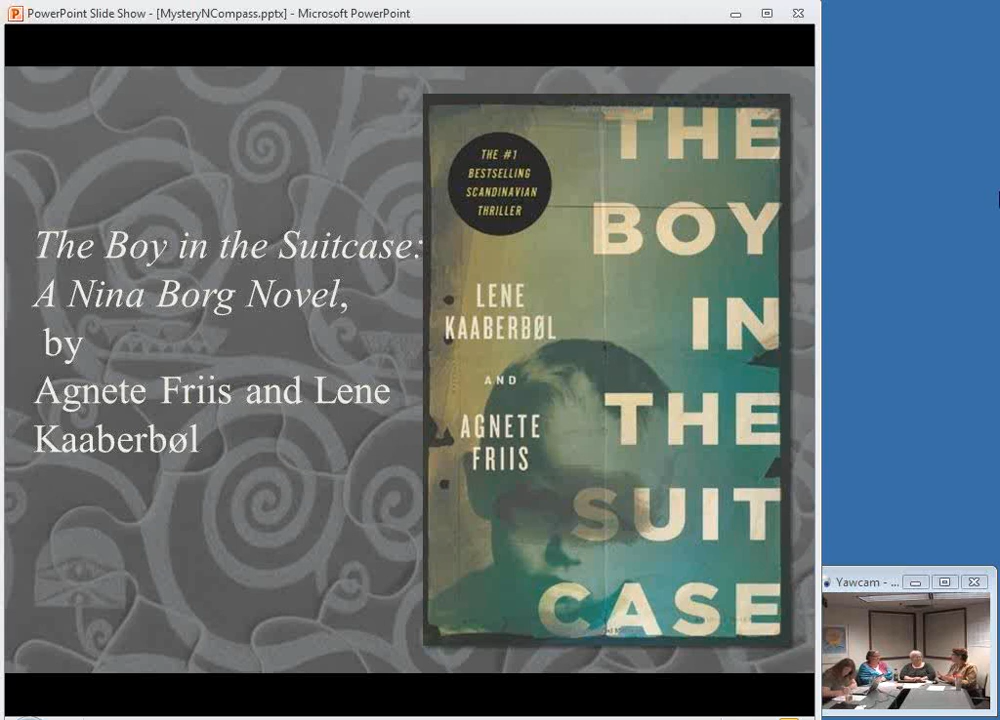 PowerPoint Slide Show - [MysteryNCompass.pptx] - Microsoft PowerPoint
The Boy in the Suitcase:
A Nina Borg Novel,
by
Agnete Friis and Lene
Kaaberbøl
THE #1
BESTSELLING
SCANDINAVIAN
THRILLER
LENE
KAABERBØL
AND
AGNETE
FRIIS
THE
BOY
IN
THE
SUIT
CASE
Yawcam - ...